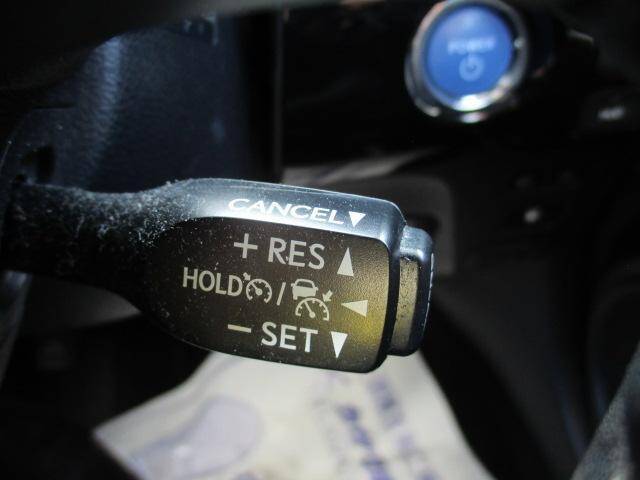 POWER
CANCEL▼
+ RES ▲
HOLD / ◀
− SET ▼